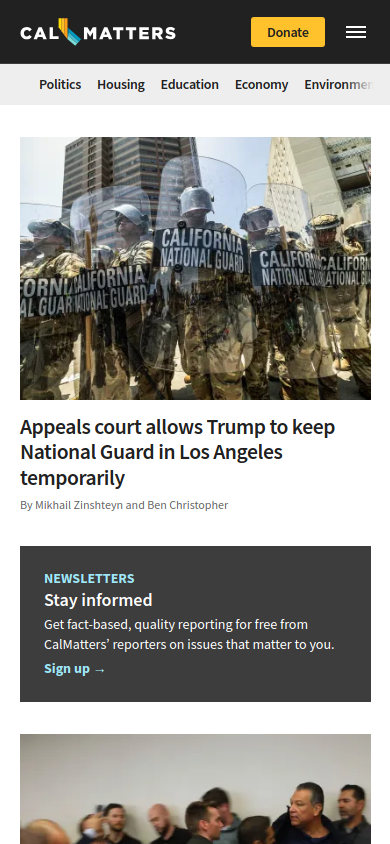 CAL MATTERS
Donate
Politics Housing Education Economy Environmen
CALIFORNIA
NATIONAL GUARD
CALIFORNIA
NATIONAL GUARD
CALIFORNIA
NATIONAL GUARD
Appeals court allows Trump to keep
National Guard in Los Angeles
temporarily
By Mikhail Zinshteyn and Ben Christopher
NEWSLETTERS
Stay informed
Get fact-based, quality reporting for free from
CalMatters’ reporters on issues that matter to you.
Sign up →